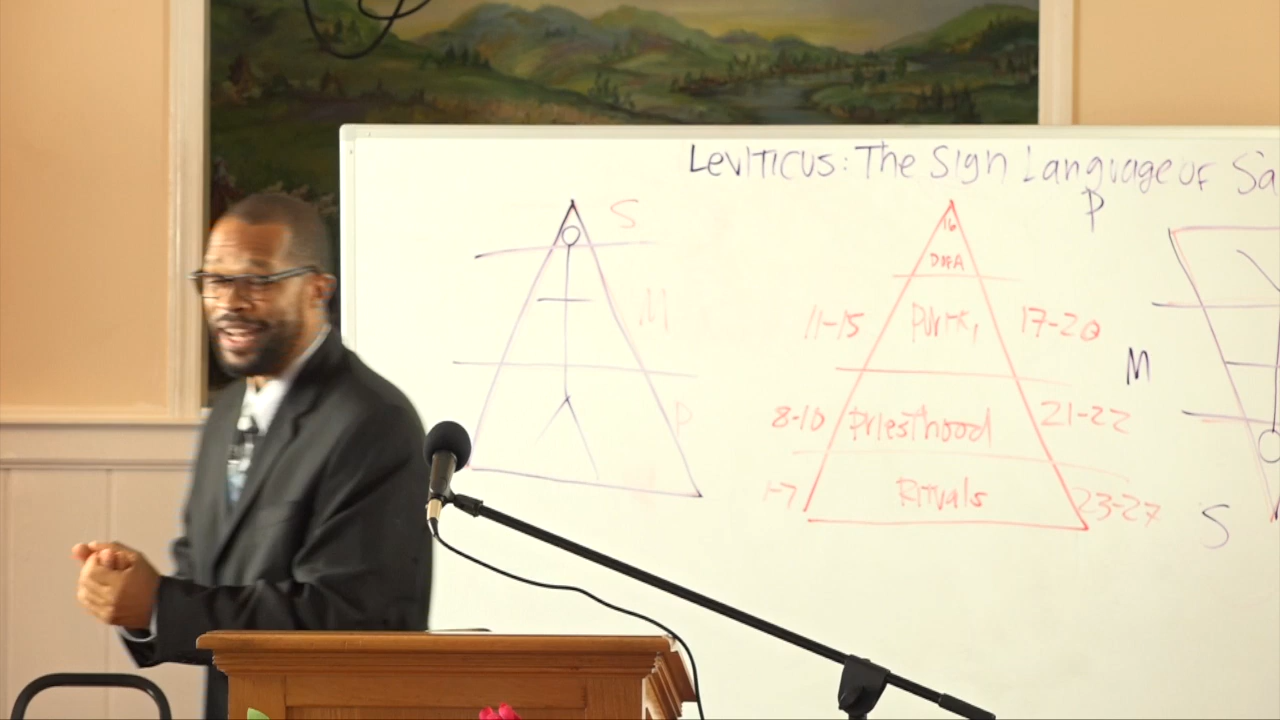 Leviticus: The Sign Language of Sa
S
M
P
16
DofA
11-15 Purity 17-20
8-10 Priesthood 21-22
1-7 Rituals 23-27
P
M
S